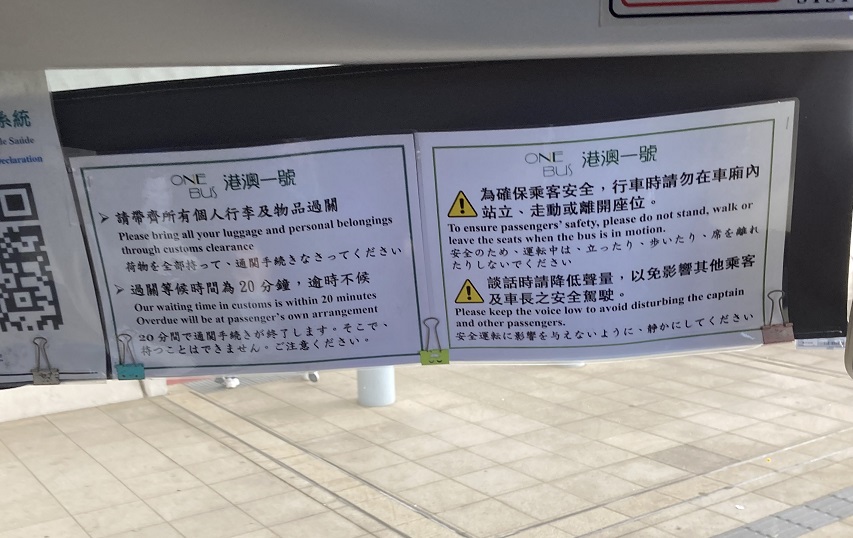 系統
de Saúde
Declaration
ONE BUS 港澳一號
➢ 請帶齊所有個人行李及物品過關
Please bring all your luggage and personal belongings
through customs clearance
荷物を全部持って、通関手続きなさってください
➢ 過關等候時間為 20 分鐘，逾時不候
Our waiting time in customs is within 20 minutes
Overdue will be at passenger's own arrangement
20 分間で通関手続きが終了します。そこで、
待つことはできません。ご注意ください。
ONE BUS 港澳一號
為確保乘客安全，行車時請勿在車廂內
站立、走動或離開座位。
To ensure passengers' safety, please do not stand, walk or
leave the seats when the bus is in motion.
安全のため、運転中は、立ったり、歩いたり、席を離れ
たりしないでください
談話時請降低聲量，以免影響其他乘客
及車長之安全駕駛。
Please keep the voice low to avoid disturbing the captain
and other passengers.
安全運転に影響を与えないように、静かにしてください